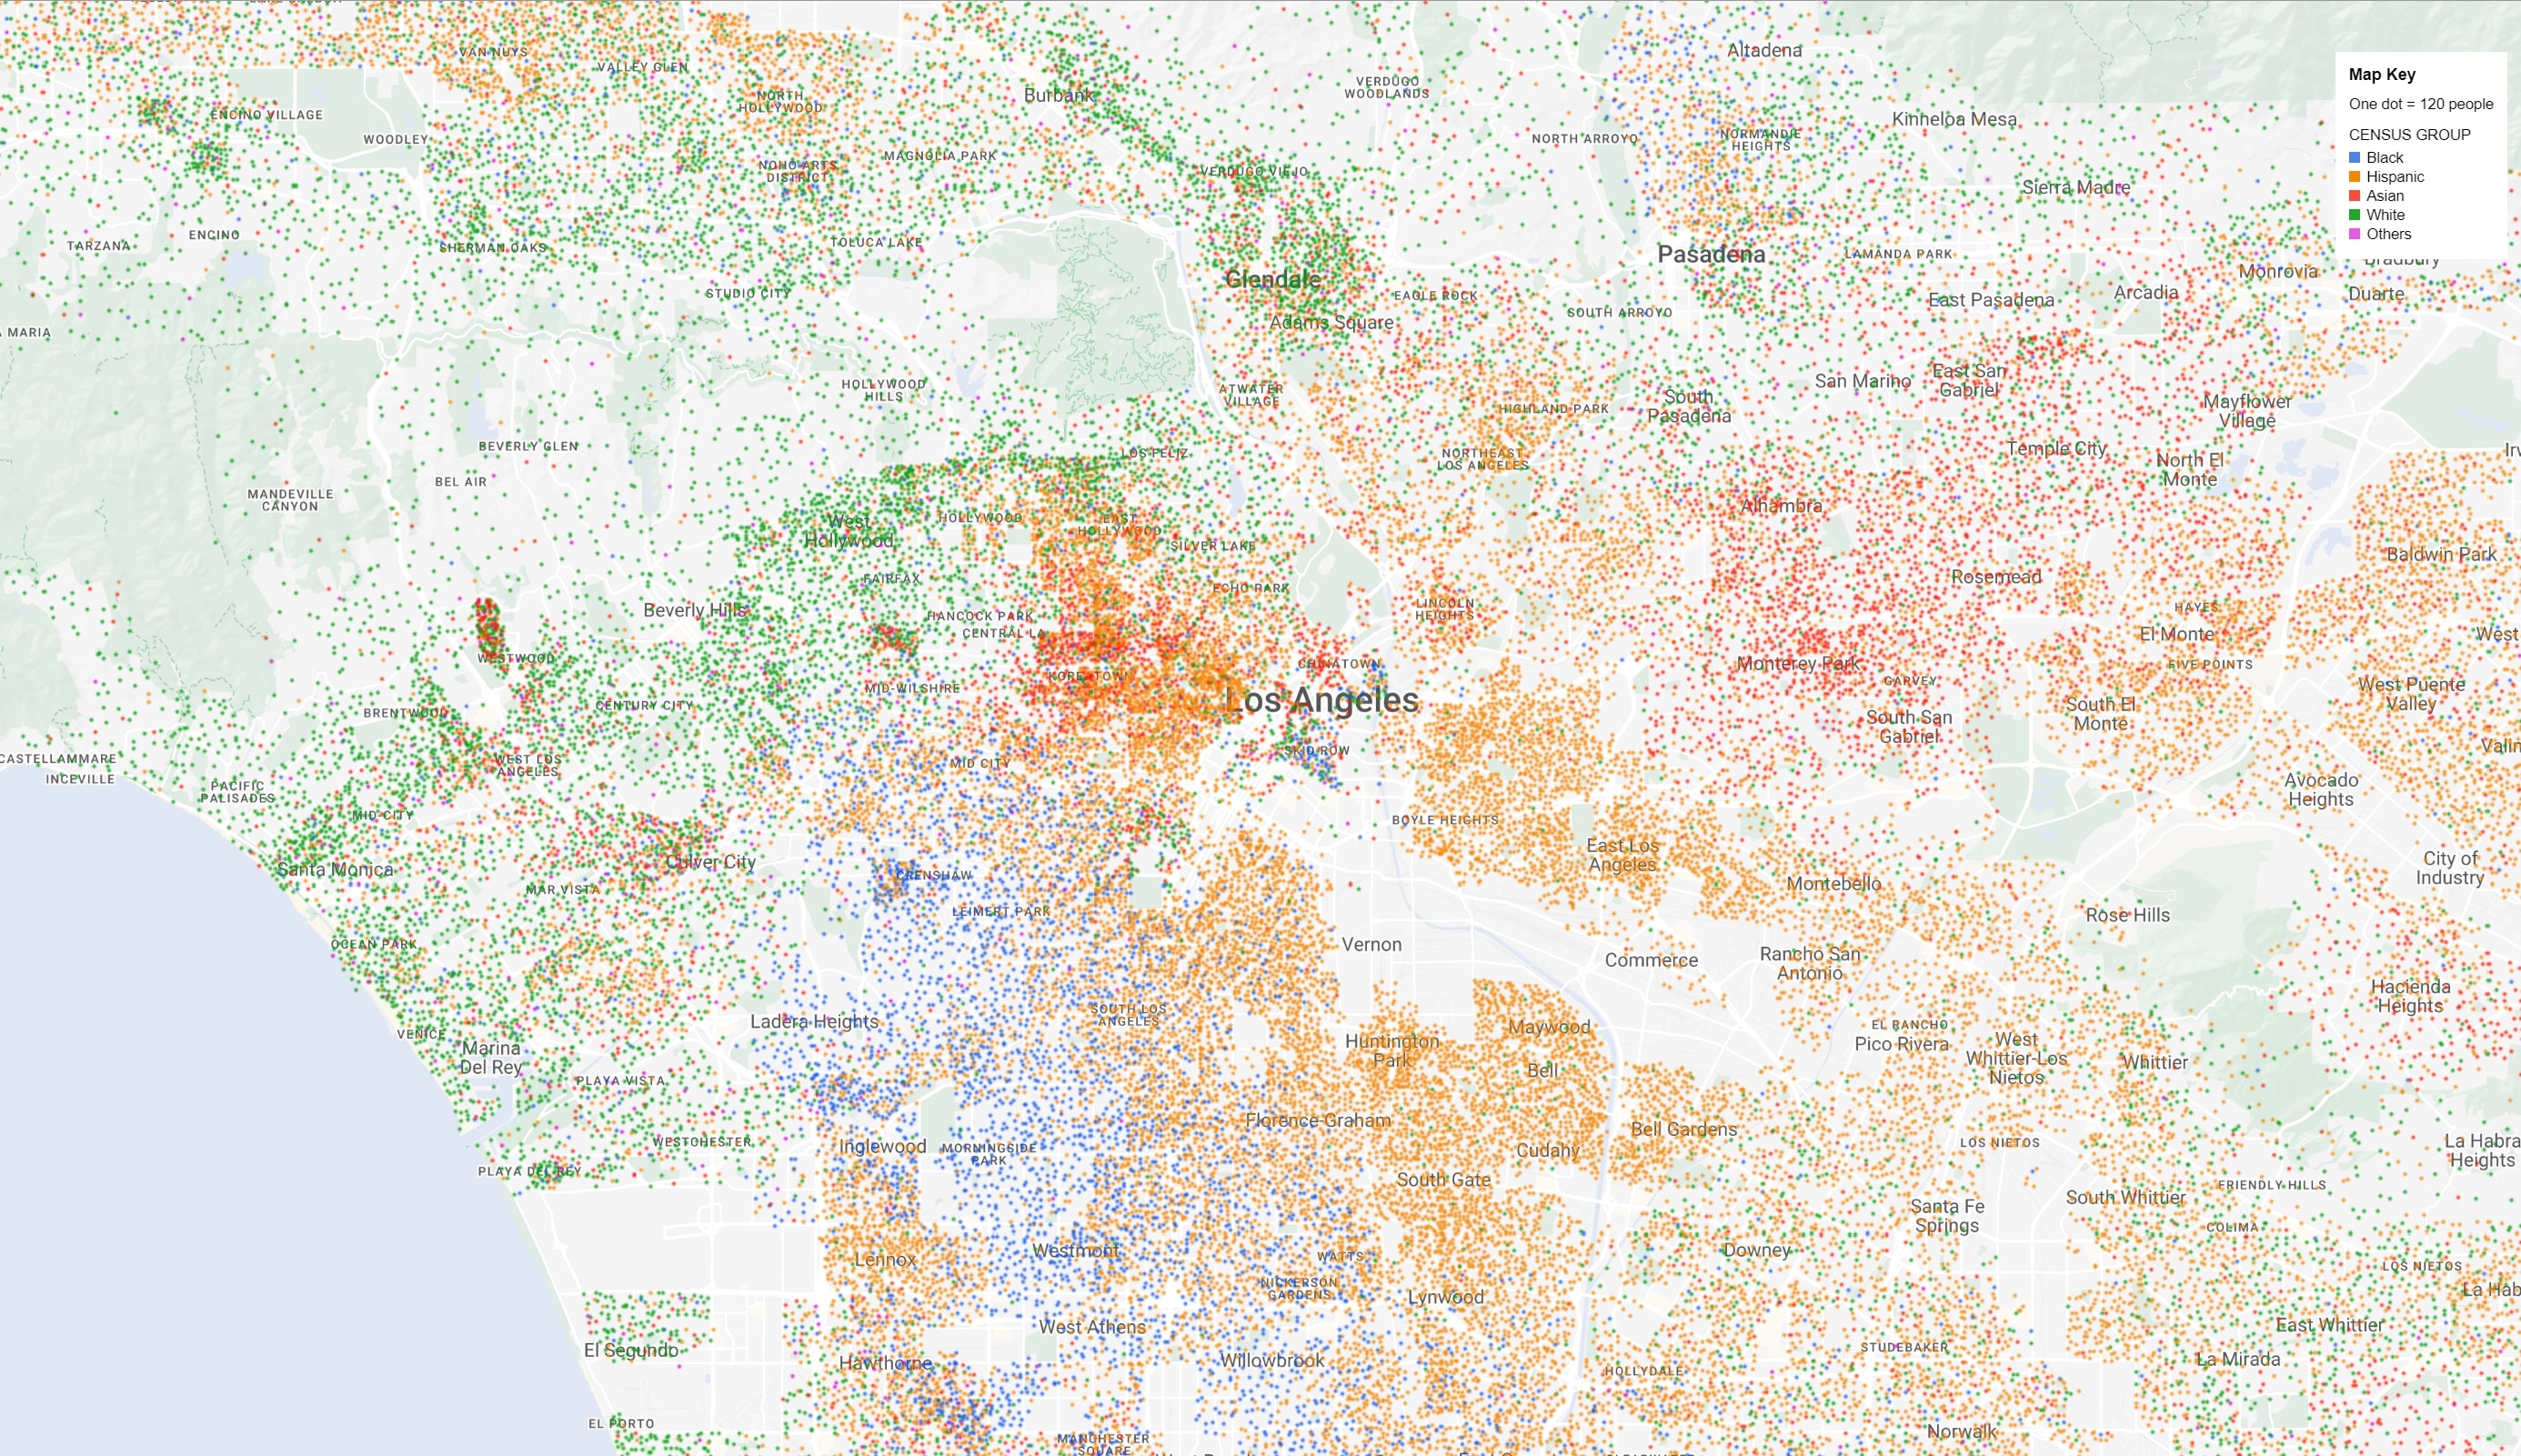 VAN NUYS
VALLEY GLEN
Altadena
Burbank
VERDUGO
WOODLANDS
NORTH
HOLLYWOOD
ENCINO VILLAGE
WOODLEY
Kinneloa Mesa
NORTH ARROYO
NORMANDIE
HEIGHTS
MAGNOLIA PARK
NOHO ARTS
DISTRICT
VERDUGO VIEJO
Sierra Madre
Map Key
One dot = 120 people
CENSUS GROUP
Black
Hispanic
Asian
White
Others
TARZANA
ENCINO
SHERMAN OAKS
TOLUCA LAKE
Pasadena
LAMANDA PARK
Bradbury
Monrovia
Glendale
STUDIO CITY
EAGLE ROCK
East Pasadena
Arcadia
Duarte
SOUTH ARROYO
Adams Square
MARIA
HOLLYWOOD
HILLS
ATWATER
VILLAGE
San Marino
East San
Gabriel
South
Pasadena
HIGHLAND PARK
Mayflower
Village
BEVERLY GLEN
LOS FELIZ
NORTHEAST
LOS ANGELES
Temple City
North El
Monte
BEL AIR
MANDEVILLE
CANYON
Alhambra
West
Hollywood
HOLLYWOOD
EAST
HOLLYWOOD
SILVER LAKE
Baldwin Park
FAIRFAX
ECHO PARK
Rosemead
Beverly Hills
HANCOCK PARK
CENTRAL LA
LINCOLN
HEIGHTS
HAYES
El Monte
West
WESTWOOD
CHINATOWN
Monterey Park
FIVE POINTS
KOREATOWN
GARVEY
MID-WILSHIRE
Los Angeles
West Puente
Valley
CENTURY CITY
BRENTWOOD
South El
Monte
South San
Gabriel
SKID ROW
CASTELLAMMARE
WEST LOS
ANGELES
MID CITY
INCEVILLE
PACIFIC
PALISADES
Avocado
Heights
MID-CITY
BOYLE HEIGHTS
East Los
Angeles
Culver City
Santa Monica
CRENSHAW
City of
Industry
MAR VISTA
Montebello
LEIMERT PARK
Rose Hills
OCEAN PARK
Vernon
Commerce
Rancho San
Antonio
Hacienda
Heights
SOUTH LOS
ANGELES
Ladera Heights
VENICE
Maywood
EL RANCHO
Pico Rivera
Huntington
Park
West
Whittier-Los
Nietos
Whittier
Marina
Del Rey
Bell
PLAYA VISTA
Florence-Graham
Bell Gardens
WESTCHESTER
Inglewood
MORNINGSIDE
PARK
Cudahy
LOS NIETOS
La Habra
Heights
PLAYA DEL REY
South Gate
FRIENDLY HILLS
South Whittier
Santa Fe
Springs
COLIMA
Westmont
WATTS
Downey
Lennox
LOS NIETOS
NICKERSON
GARDENS
Lynwood
La Hab
West Athens
East Whittier
El Segundo
STUDEBAKER
Hawthorne
Willowbrook
La Mirada
HOLLYDALE
EL PORTO
Norwalk
MANCHESTER
SQUARE